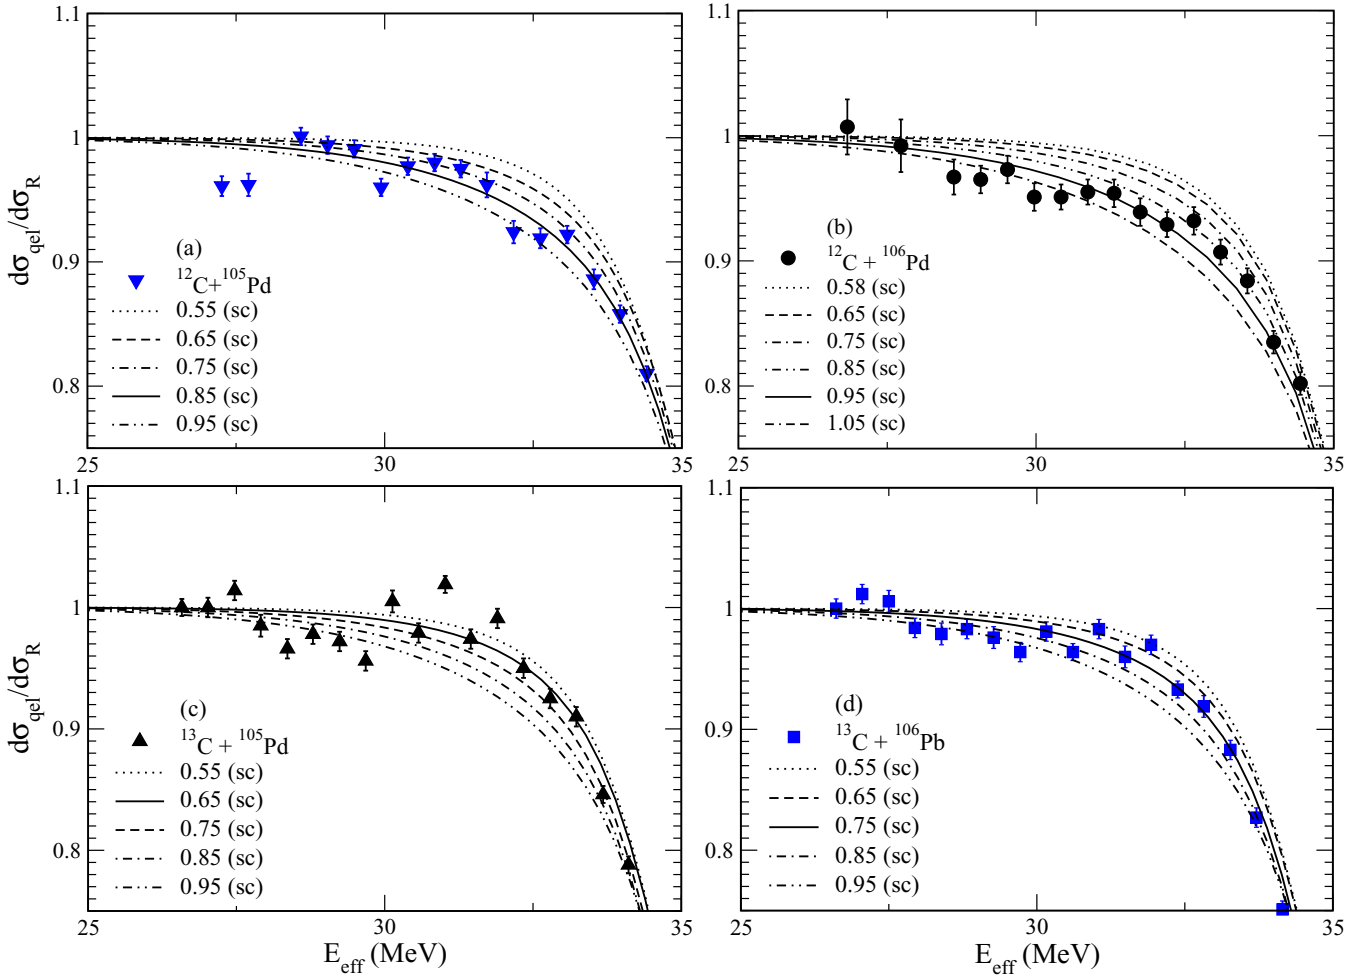 1.1
1
0.9
0.8
25
30
35
dσqel/dσR
(a)
¹²C+¹⁰⁵Pd
0.55 (sc)
0.65 (sc)
0.75 (sc)
0.85 (sc)
0.95 (sc)
1.1
1
0.9
0.8
25
30
35
(b)
¹²C + ¹⁰⁶Pd
0.58 (sc)
0.65 (sc)
0.75 (sc)
0.85 (sc)
0.95 (sc)
1.05 (sc)
1.1
1
0.9
0.8
25
30
35
dσqel/dσR
Eeff (MeV)
(c)
¹³C + ¹⁰⁵Pd
0.55 (sc)
0.65 (sc)
0.75 (sc)
0.85 (sc)
0.95 (sc)
1.1
1
0.9
0.8
25
30
35
Eeff (MeV)
(d)
¹³C + ¹⁰⁶Pb
0.55 (sc)
0.65 (sc)
0.75 (sc)
0.85 (sc)
0.95 (sc)